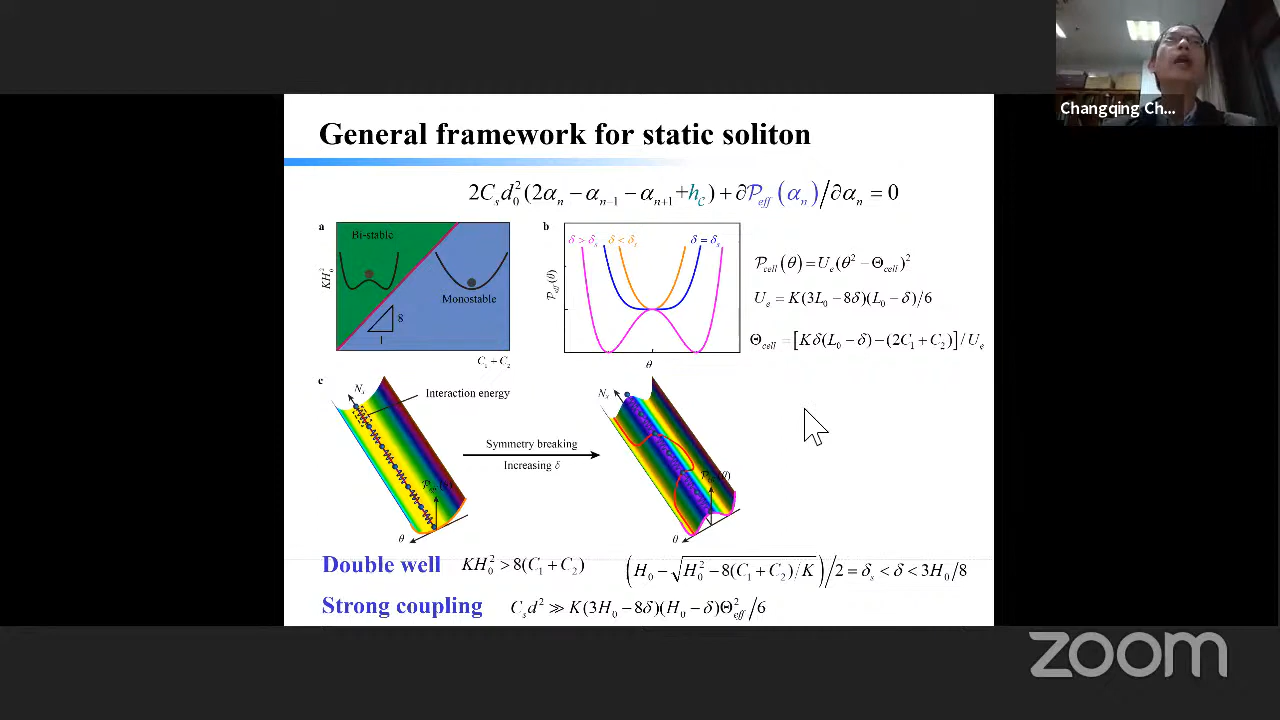 Changqing Ch...
General framework for static soliton
2C_s d_0^2(2α_n − α_{n−1} − α_{n+1} + h_C) + ∂P_eff(α_n)/∂α_n = 0
a
Bi-stable
Monostable
KH_0^2
8
1
C_1 + C_2
b
δ > δ_s
δ < δ_s
δ = δ_s
P_eff(θ)
θ
P_cell(θ) = U_e(θ^2 − Θ_cell)^2
U_e = K(3L_0 − 8δ)(L_0 − δ)/6
Θ_cell = [Kδ(L_0 − δ) − (2C_1 + C_2)]/U_e
c
N_s
Interaction energy
θ
Symmetry breaking
Increasing δ
N_s
θ
Double well
KH_0^2 > 8(C_1 + C_2)
(H_0 − √(H_0^2 − 8(C_1 + C_2)/K))/2 = δ_s < δ < 3H_0/8
Strong coupling
C_s d^2 ≫ K(3H_0 − 8δ)(H_0 − δ)Θ_eff^2/6
zoom